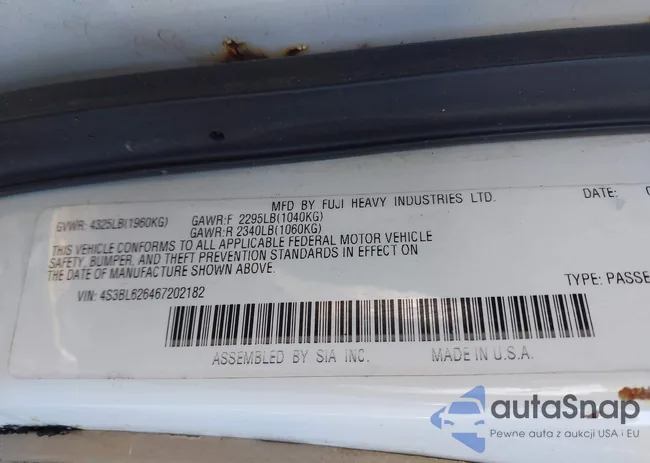 MFD BY FUJI HEAVY INDUSTRIES LTD. DATE: 0
GVWR: 4325LB(1960KG) GAWR:F 2295LB(1040KG)
GAWR:R 2340LB(1060KG)
THIS VEHICLE CONFORMS TO ALL APPLICABLE FEDERAL MOTOR VEHICLE
SAFETY, BUMPER, AND THEFT PREVENTION STANDARDS IN EFFECT ON
THE DATE OF MANUFACTURE SHOWN ABOVE.
VIN: 4S3BL626467202182 TYPE: PASSE
ASSEMBLED BY SIA INC. MADE IN U.S.A.
autaSnap
Pewne auta z aukcji USA i EU